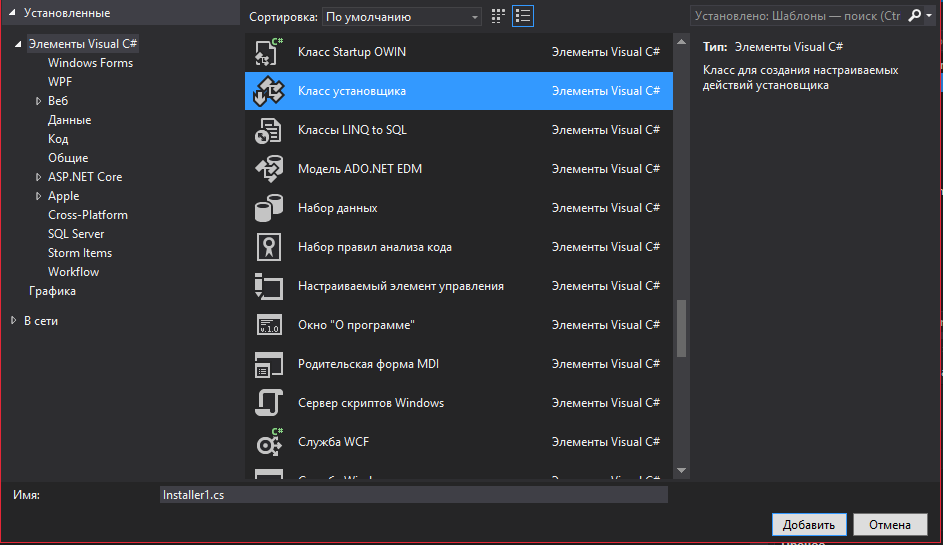 Установленные
Сортировка: По умолчанию
Установлено: Шаблоны — поиск (Ctr
Элементы Visual C#
Windows Forms
WPF
Веб
Данные
Код
Общие
ASP.NET Core
Apple
Cross-Platform
SQL Server
Storm Items
Workflow
Графика
В сети
Класс Startup OWIN Элементы Visual C#
Класс установщика Элементы Visual C#
Классы LINQ to SQL Элементы Visual C#
Модель ADO.NET EDM Элементы Visual C#
Набор данных Элементы Visual C#
Набор правил анализа кода Элементы Visual C#
Настраиваемый элемент управления Элементы Visual C#
Окно "О программе" Элементы Visual C#
Родительская форма MDI Элементы Visual C#
Сервер скриптов Windows Элементы Visual C#
Служба WCF Элементы Visual C#
Тип: Элементы Visual C#
Класс для создания настраиваемых
действий установщика
Имя: Installer1.cs
Добавить Отмена